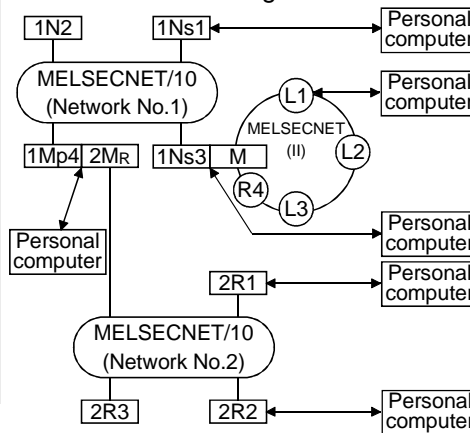 1N2
1Ns1
Personal
computer
MELSECNET/10
(Network No.1)
L1
Personal
computer
MELSECNET
(II)
L2
1Mp4
2MR
1Ns3
M
R4
L3
Personal
computer
Personal
computer
2R1
Personal
computer
MELSECNET/10
(Network No.2)
2R3
2R2
Personal
computer